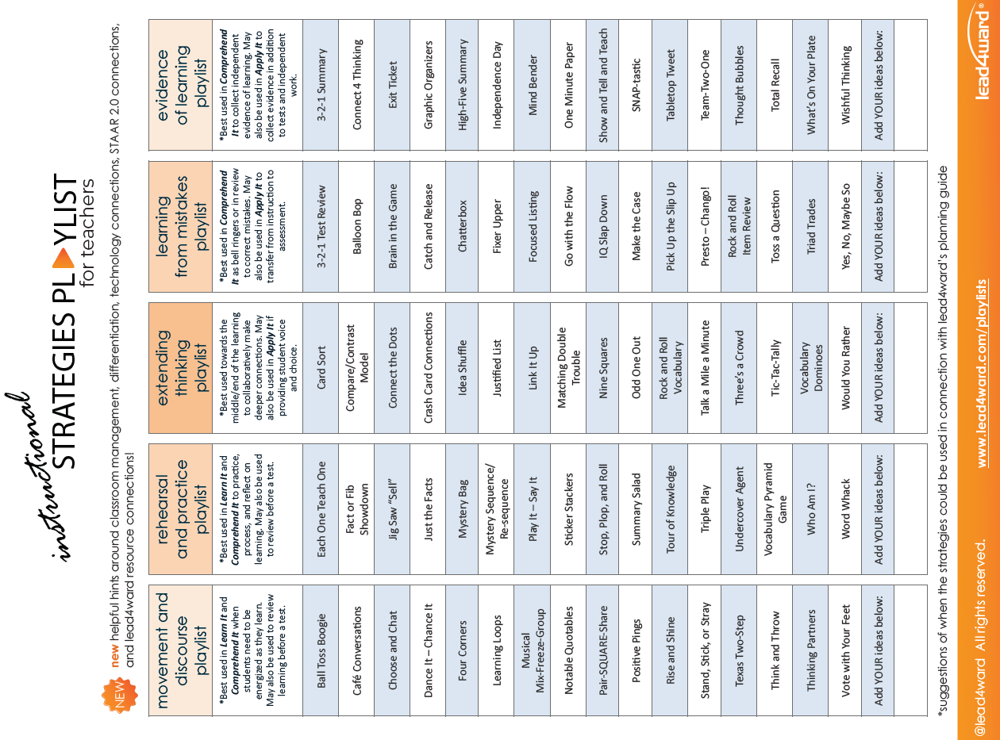 instructional
STRATEGIES PLAYLIST
for teachers
NEW
new helpful hints around classroom management, differentiation, technology connections, STAAR 2.0 connections,
and lead4ward resource connections!
movement and
discourse
playlist
*Best used in Learn It and
Comprehend It when
students need to be
energized as they learn.
May also be used to review
learning before a test.
Ball Toss Boogie
Café Conversations
Choose and Chat
Dance It – Chance It
Four Corners
Learning Loops
Musical
Mix-Freeze-Group
Notable Quotables
Pair-SQUARE-Share
Positive Pings
Rise and Shine
Stand, Stick, or Stray
Texas Two-Step
Think and Throw
Thinking Partners
Vote with Your Feet
Add YOUR ideas below:
rehearsal
and practice
playlist
*Best used in Learn It and
Comprehend It to practice,
process, and reflect on
learning. May also be used
to review before a test.
Each One Teach One
Fact or Fib
Showdown
Jig Saw “Sell”
Just the Facts
Mystery Bag
Mystery Sequence/
Re-sequence
Play It – Say It
Sticker Stackers
Stop, Plop, and Roll
Summary Salad
Tour of Knowledge
Triple Play
Undercover Agent
Vocabulary Pyramid
Game
Who Am I?
Word Whack
Add YOUR ideas below:
extending
thinking
playlist
*Best used towards the
middle/end of the learning
to collaboratively make
deeper connections. May
also be used in Apply It if
providing student voice
and choice.
Card Sort
Compare/Contrast
Model
Connect the Dots
Crash Card Connections
Idea Shuffle
Justified List
Link It Up
Matching Double
Trouble
Nine Squares
Odd One Out
Rock and Roll
Vocabulary
Talk a Mile a Minute
Three's a Crowd
Tic-Tac-Tally
Vocabulary
Dominoes
Would You Rather
Add YOUR ideas below:
learning
from mistakes
playlist
*Best used in Comprehend
It as bell ringers or in review
to correct mistakes. May
also be used in Apply It to
transfer from instruction to
assessment.
3-2-1 Test Review
Balloon Bop
Brain in the Game
Catch and Release
Chatterbox
Fixer Upper
Focused Listing
Go with the Flow
IQ Slap Down
Make the Case
Pick Up the Slip Up
Presto – Chango!
Rock and Roll
Item Review
Toss a Question
Triad Trades
Yes, No, Maybe So
Add YOUR ideas below:
evidence
of learning
playlist
*Best used in Comprehend
It to collect independent
evidence of learning. May
also be used in Apply It to
collect evidence in addition
to tests and independent
work.
3-2-1 Summary
Connect 4 Thinking
Exit Ticket
Graphic Organizers
High-Five Summary
Independence Day
Mind Bender
One Minute Paper
Show and Tell and Teach
SNAP-tastic
Tabletop Tweet
Team-Two-One
Thought Bubbles
Total Recall
What's On Your Plate
Wishful Thinking
Add YOUR ideas below:
*suggestions of when the strategies could be used in connection with lead4ward's planning guide
@lead4ward All rights reserved.
www.lead4ward.com/playlists
lead4ward®